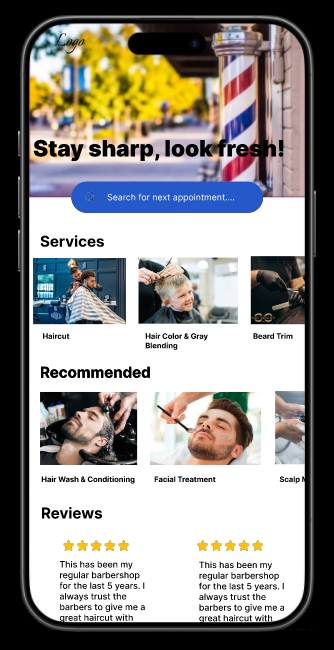 Logo
Stay sharp, look fresh!
Search for next appointment....
Services
Haircut
Hair Color & Gray
Blending
Beard Trim
Recommended
Hair Wash & Conditioning
Facial Treatment
Scalp M
Reviews
This has been my
regular barbershop
for the last 5 years. I
always trust the
barbers to give me a
great haircut with
This has been my
regular barbershop
for the last 5 years. I
always trust the
barbers to give me a
great haircut with